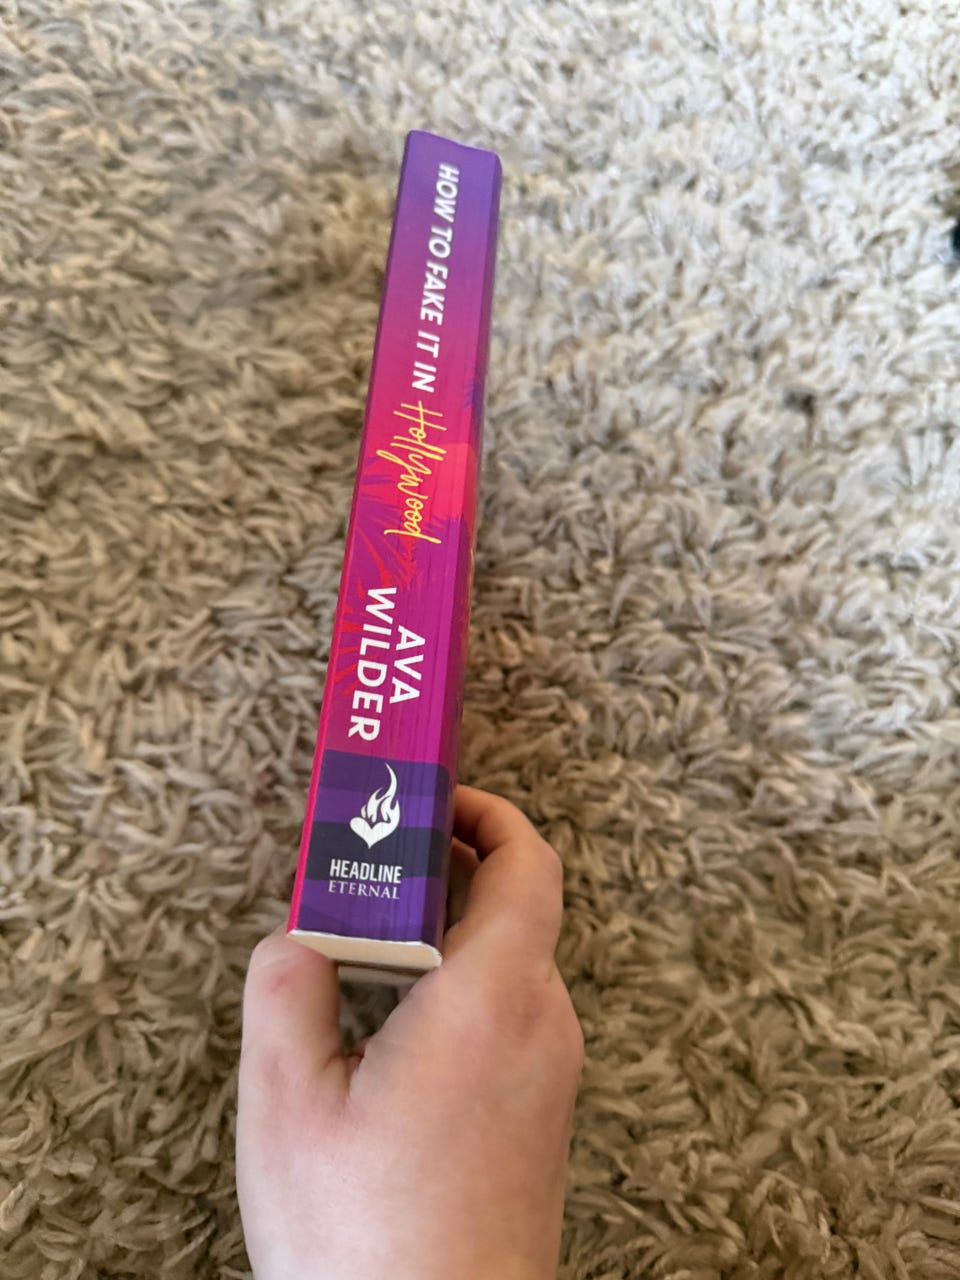 HOW TO FAKE IT IN Hollywood
AVA
WILDER
HEADLINE
ETERNAL